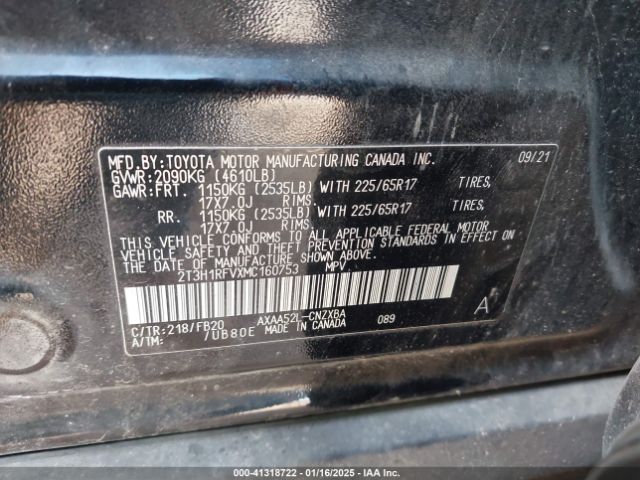 MFD.BY:TOYOTA MOTOR MANUFACTURING CANADA INC. 09/21
GVWR:2090KG (4610LB)
GAWR:FRT. 1150KG (2535LB) WITH 225/65R17 TIRES,
17X7.0J RIMS.
RR. 1150KG (2535LB) WITH 225/65R17 TIRES,
17X7.0J RIMS.
THIS VEHICLE CONFORMS TO ALL APPLICABLE FEDERAL MOTOR
VEHICLE SAFETY AND THEFT PREVENTION STANDARDS IN EFFECT
ON THE DATE OF MANUFACTURE SHOWN ABOVE.
2T3H1RFVXMC160753 MPV
C/TR:218/FB20 AXAA52L-CNZXBA 089 A
A/TM: /UB80E MADE IN CANADA
000-41318722 - 01/16/2025 - IAA Inc.